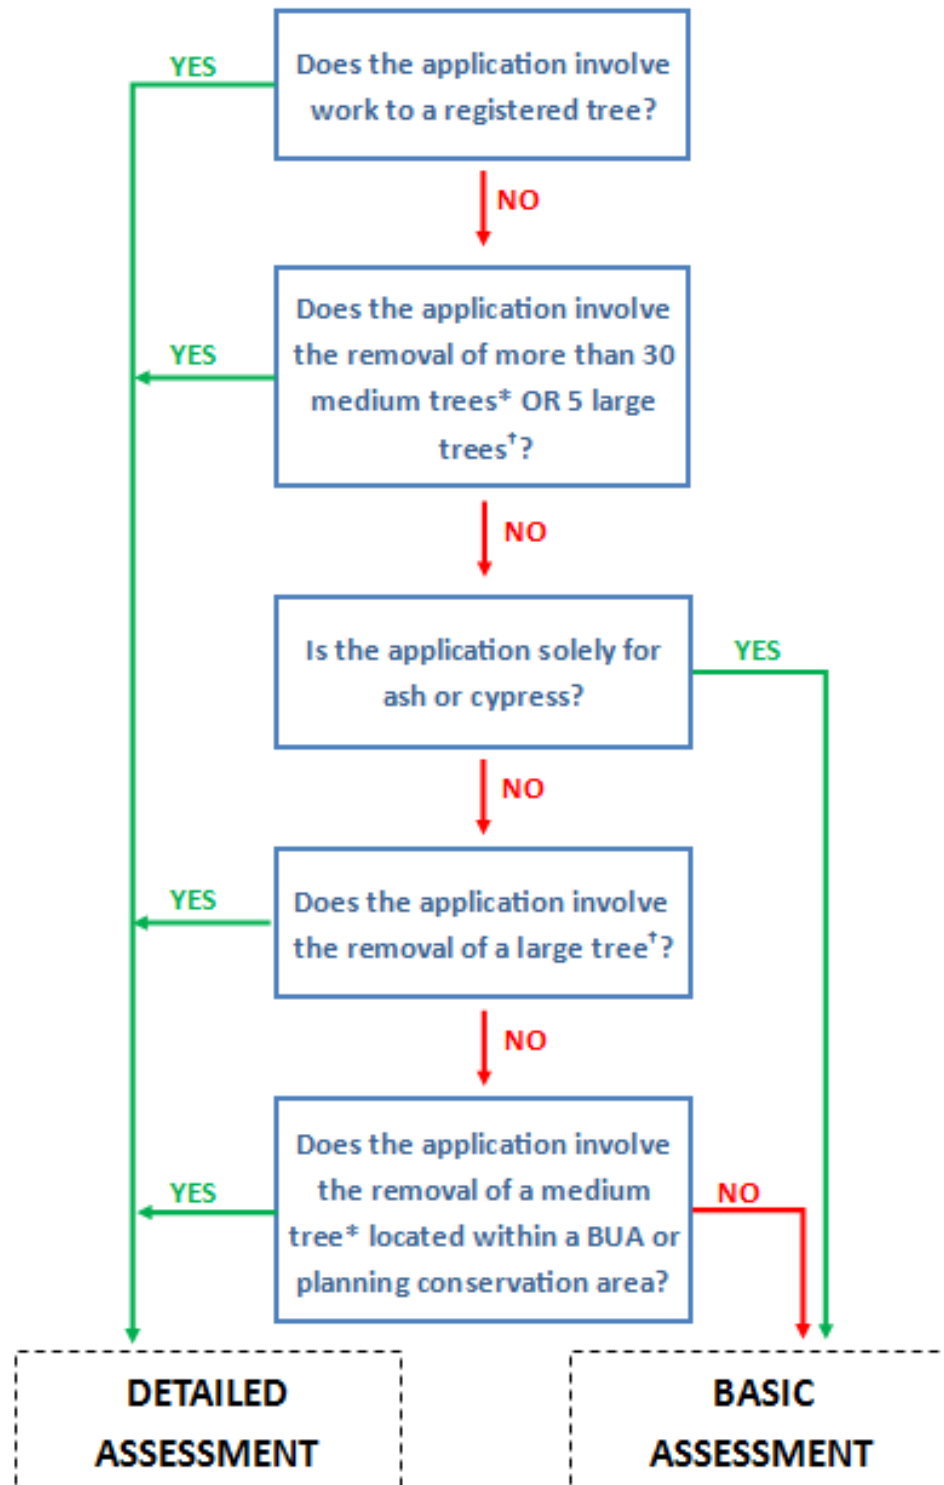 Does the application involve
work to a registered tree?
YES
NO
Does the application involve
the removal of more than 30
medium trees* OR 5 large
trees†?
YES
NO
Is the application solely for
ash or cypress?
YES
NO
Does the application involve
the removal of a large tree†?
YES
NO
Does the application involve
the removal of a medium
tree* located within a BUA or
planning conservation area?
YES
NO
DETAILED
ASSESSMENT
BASIC
ASSESSMENT